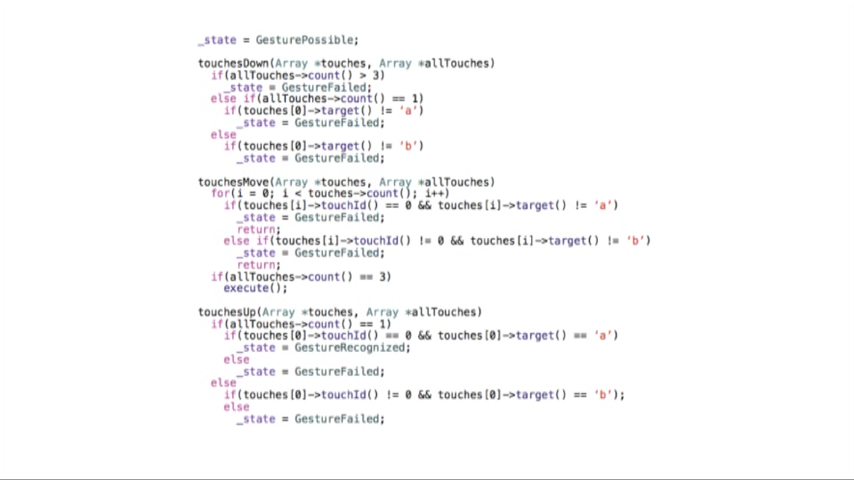 _state = GesturePossible;
touchesDown(Array *touches, Array *allTouches)
if(allTouches->count() > 3)
_state = GestureFailed;
else if(allTouches->count() == 1)
if(touches[0]->target() != 'a')
_state = GestureFailed;
else
if(touches[0]->target() != 'b')
_state = GestureFailed;
touchesMove(Array *touches, Array *allTouches)
for(i = 0; i < touches->count(); i++)
if(touches[i]->touchId() == 0 && touches[i]->target() != 'a')
_state = GestureFailed;
return;
else if(touches[i]->touchId() != 0 && touches[i]->target() != 'b')
_state = GestureFailed;
return;
if(allTouches->count() == 3)
execute();
touchesUp(Array *touches, Array *allTouches)
if(allTouches->count() == 1)
if(touches[0]->touchId() == 0 && touches[0]->target() == 'a')
_state = GestureRecognized;
else
_state = GestureFailed;
else
if(touches[0]->touchId() != 0 && touches[0]->target() == 'b');
else
_state = GestureFailed;